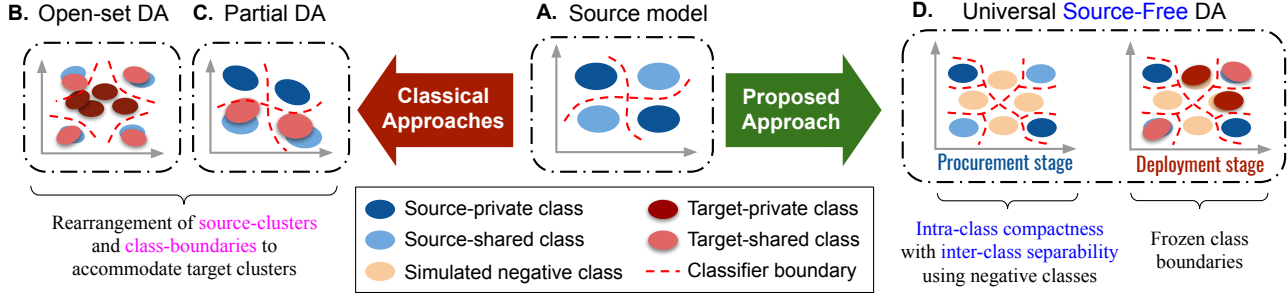 B. Open-set DA
C. Partial DA
A. Source model
D. Universal Source-Free DA
Classical
Approaches
Proposed
Approach
Procurement stage
Deployment stage
Rearrangement of source-clusters
and class-boundaries to
accommodate target clusters
Source-private class
Source-shared class
Simulated negative class
Target-private class
Target-shared class
Classifier boundary
Intra-class compactness
with inter-class separability
using negative classes
Frozen class
boundaries